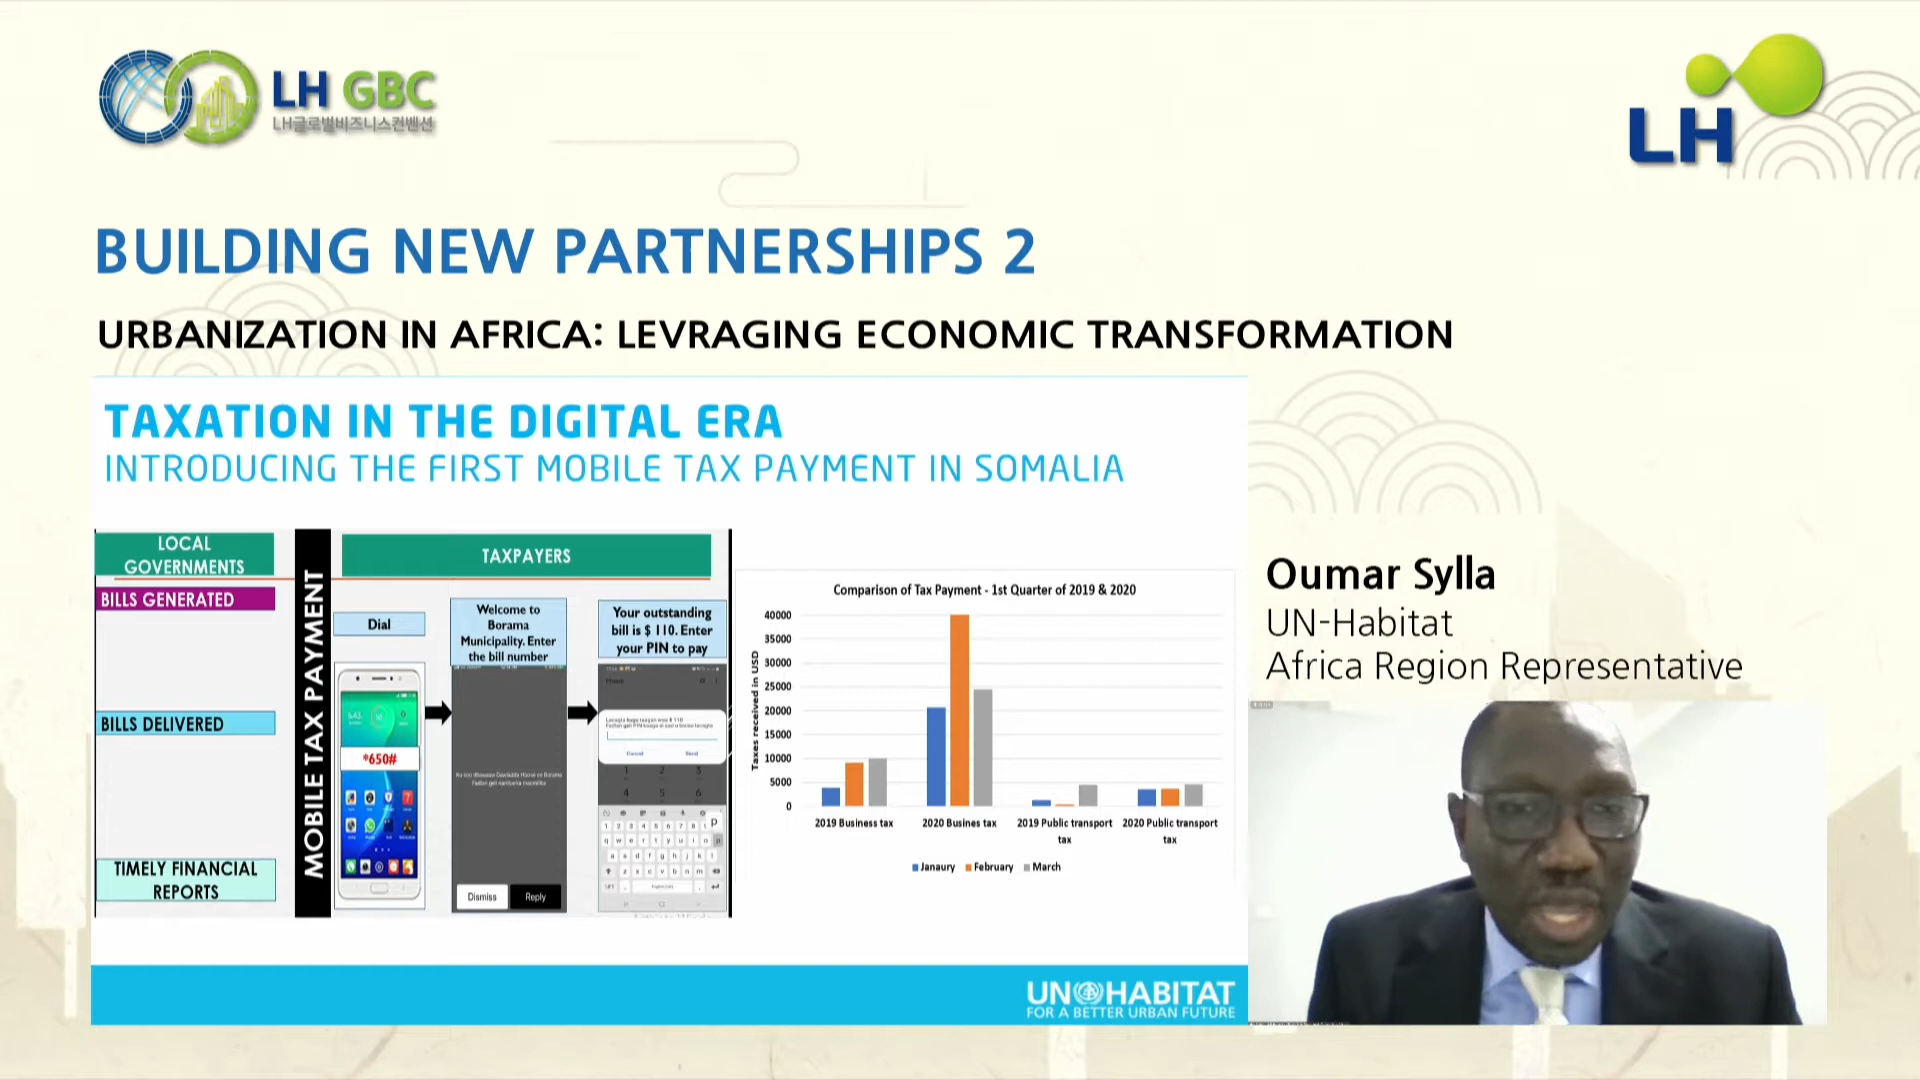 LH GBC
LH글로벌비즈니스컨벤션
LH
BUILDING NEW PARTNERSHIPS 2
URBANIZATION IN AFRICA: LEVRAGING ECONOMIC TRANSFORMATION
TAXATION IN THE DIGITAL ERA
INTRODUCING THE FIRST MOBILE TAX PAYMENT IN SOMALIA
LOCAL
GOVERNMENTS
BILLS GENERATED
BILLS DELIVERED
TIMELY FINANCIAL
REPORTS
MOBILE TAX PAYMENT
TAXPAYERS
Dial
*650#
Welcome to
Borama
Municipality. Enter
the bill number
Dismiss
Reply
Your outstanding
bill is $ 110. Enter
your PIN to pay
Cancel
Send
Comparison of Tax Payment - 1st Quarter of 2019 & 2020
Taxes received in USD
40000
35000
30000
25000
20000
15000
10000
5000
0
2019 Business tax
2020 Busines tax
2019 Public transport
tax
2020 Public transport
tax
Janaury
February
March
UN HABITAT
FOR A BETTER URBAN FUTURE
Oumar Sylla
UN-Habitat
Africa Region Representative